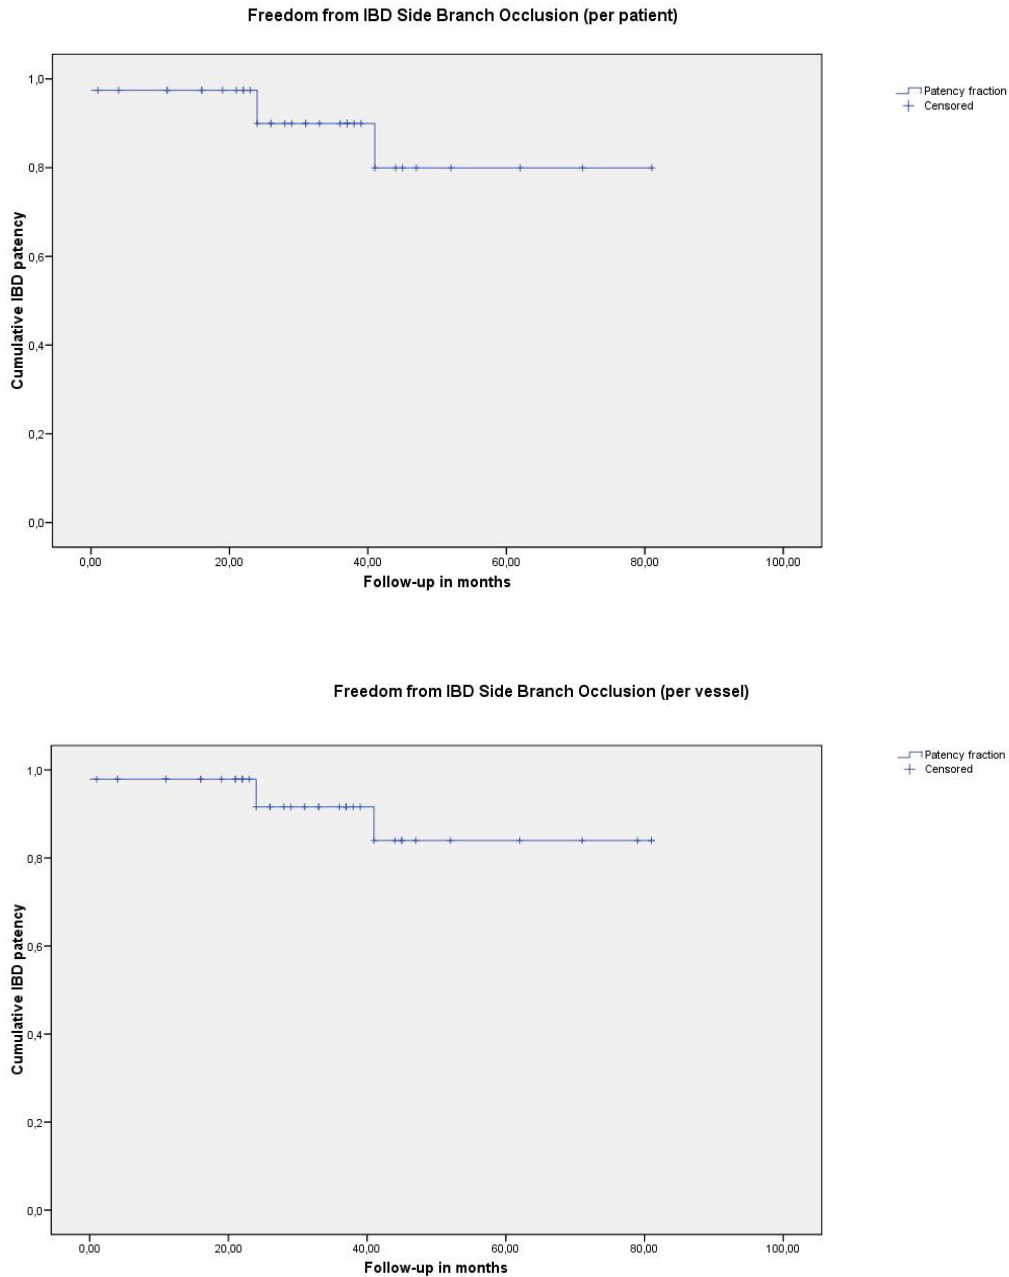 Freedom from IBD Side Branch Occlusion (per patient)
1,0
0,8
0,6
0,4
0,2
0,0
Cumulative IBD patency
0,00 20,00 40,00 60,00 80,00 100,00
Follow-up in months
Patency fraction
Censored
Freedom from IBD Side Branch Occlusion (per vessel)
1,0
0,8
0,6
0,4
0,2
0,0
Cumulative IBD patency
0,00 20,00 40,00 60,00 80,00 100,00
Follow-up in months
Patency fraction
Censored